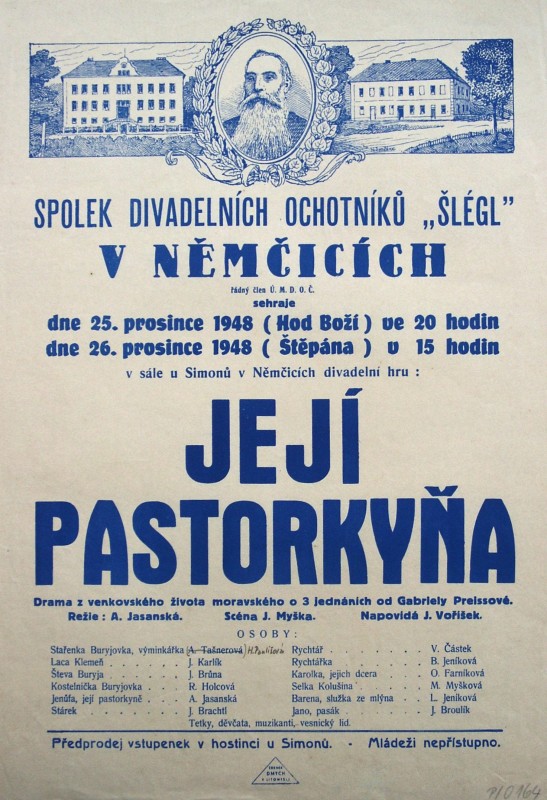 SPOLEK DIVADELNÍCH OCHOTNÍKŮ „ŠLÉGL”
V NĚMČICÍCH
řádný člen Ú. M. D. O. Č.
sehraje
dne 25. prosince 1948 ( Hod Boží ) ve 20 hodin
dne 26. prosince 1948 ( Štěpána ) v 15 hodin
v sále u Simonů v Němčicích divadelní hru :
JEJÍ
PASTORKYŇA
Drama z venkovského života moravského o 3 jednáních od Gabriely Preissové.
Režie : A. Jasanská. Scéna J. Myška. Napovídá J. Voříšek.
OSOBY:
Stařenka Buryjovka, výminkářka A. Tašnerová Rychtář . . . . . . . V. Částek
Laca Klemeň . . . . . . J. Karlík Rychtářka . . . . . . . B. Jeníková
Števa Buryja . . . . . . J. Brůna Karolka, jejich dcera . . . O. Farníková
Kostelnička Buryjovka . . . R. Holcová Selka Kolušina . . . . . M. Myšková
Jenůfa, její pastorkyně . . . A. Jasanská Barena, služka ze mlýna . . L. Jeníková
Stárek . . . . . . . J. Brachtl Jano, pasák . . . . . . J. Broulík
Tetky, děvčata, muzikanti, vesnický lid.
Předprodej vstupenek v hostinci u Simonů. - Mládeži nepřístupno.
DMYCH
V LITOMYŠLI